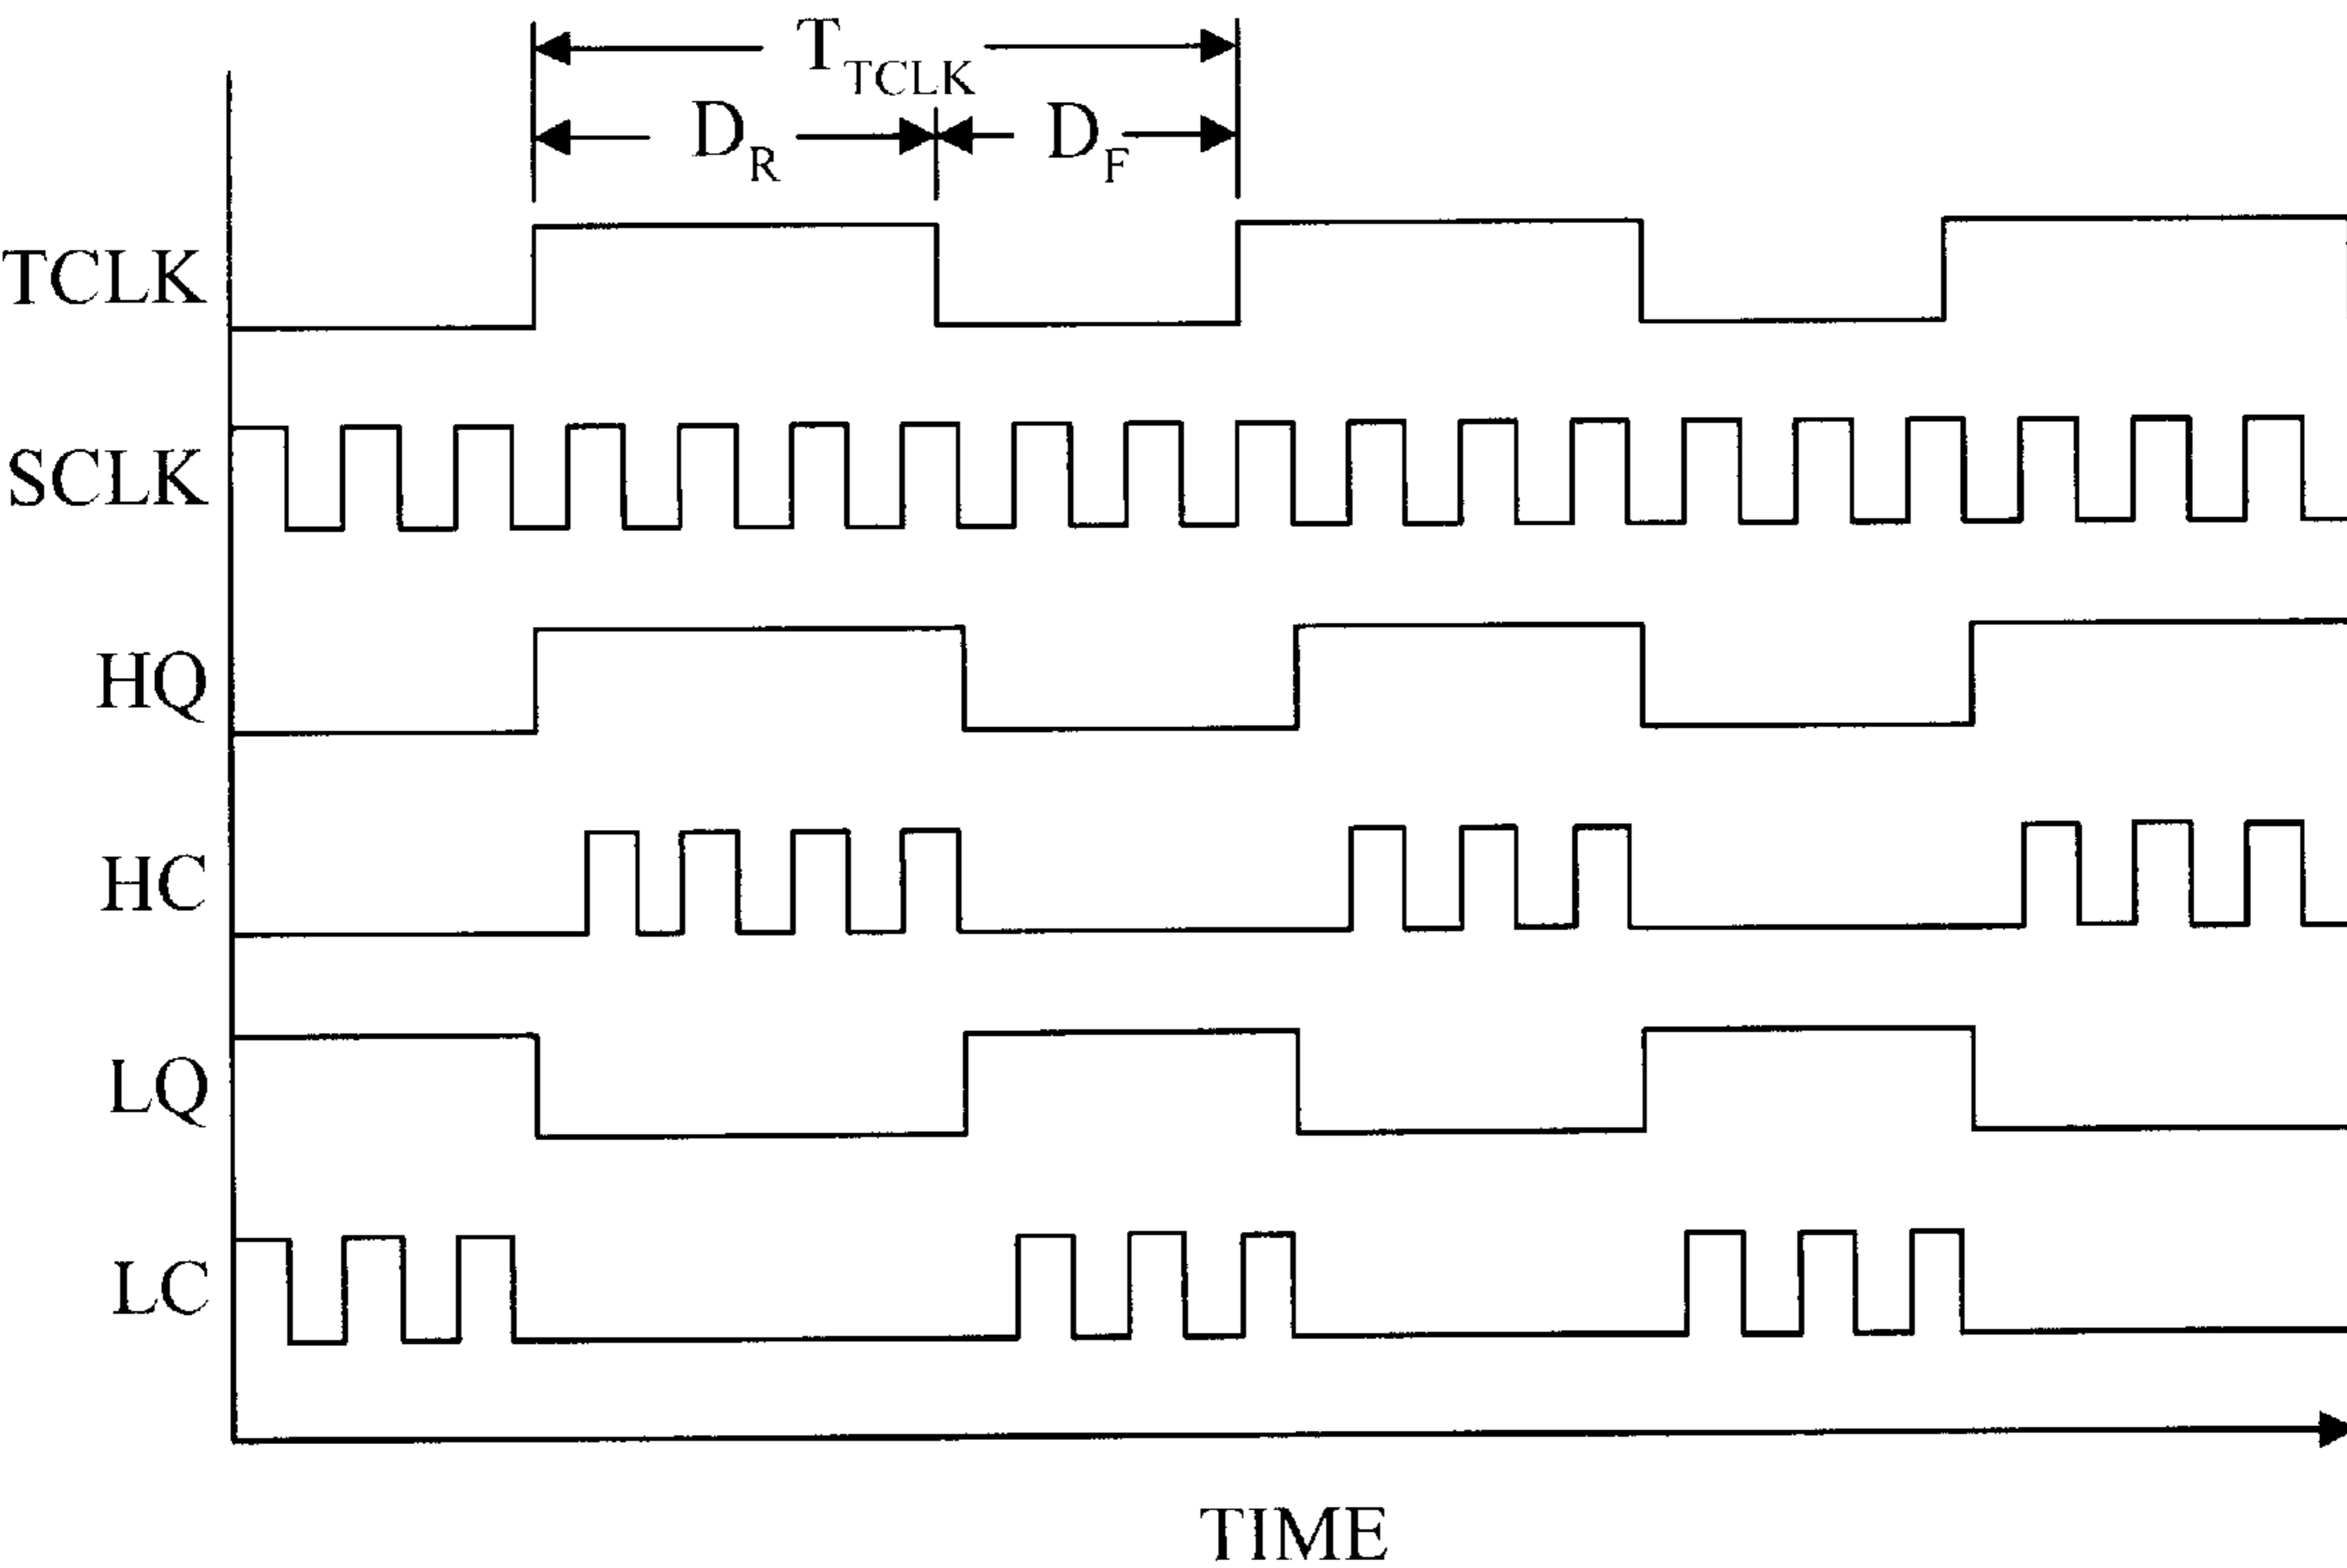 T_TCLK
D_R D_F
TCLK
SCLK
HQ
HC
LQ
LC
TIME